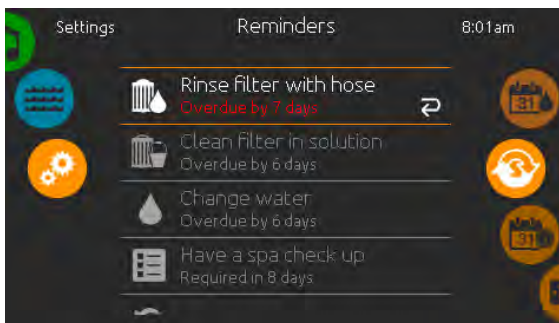 Settings
Reminders
8:01am
Rinse filter with hose
Overdue by 7 days
Clean filter in solution
Overdue by 6 days
Change water
Overdue by 6 days
Have a spa check up
Required in 8 days
31
31